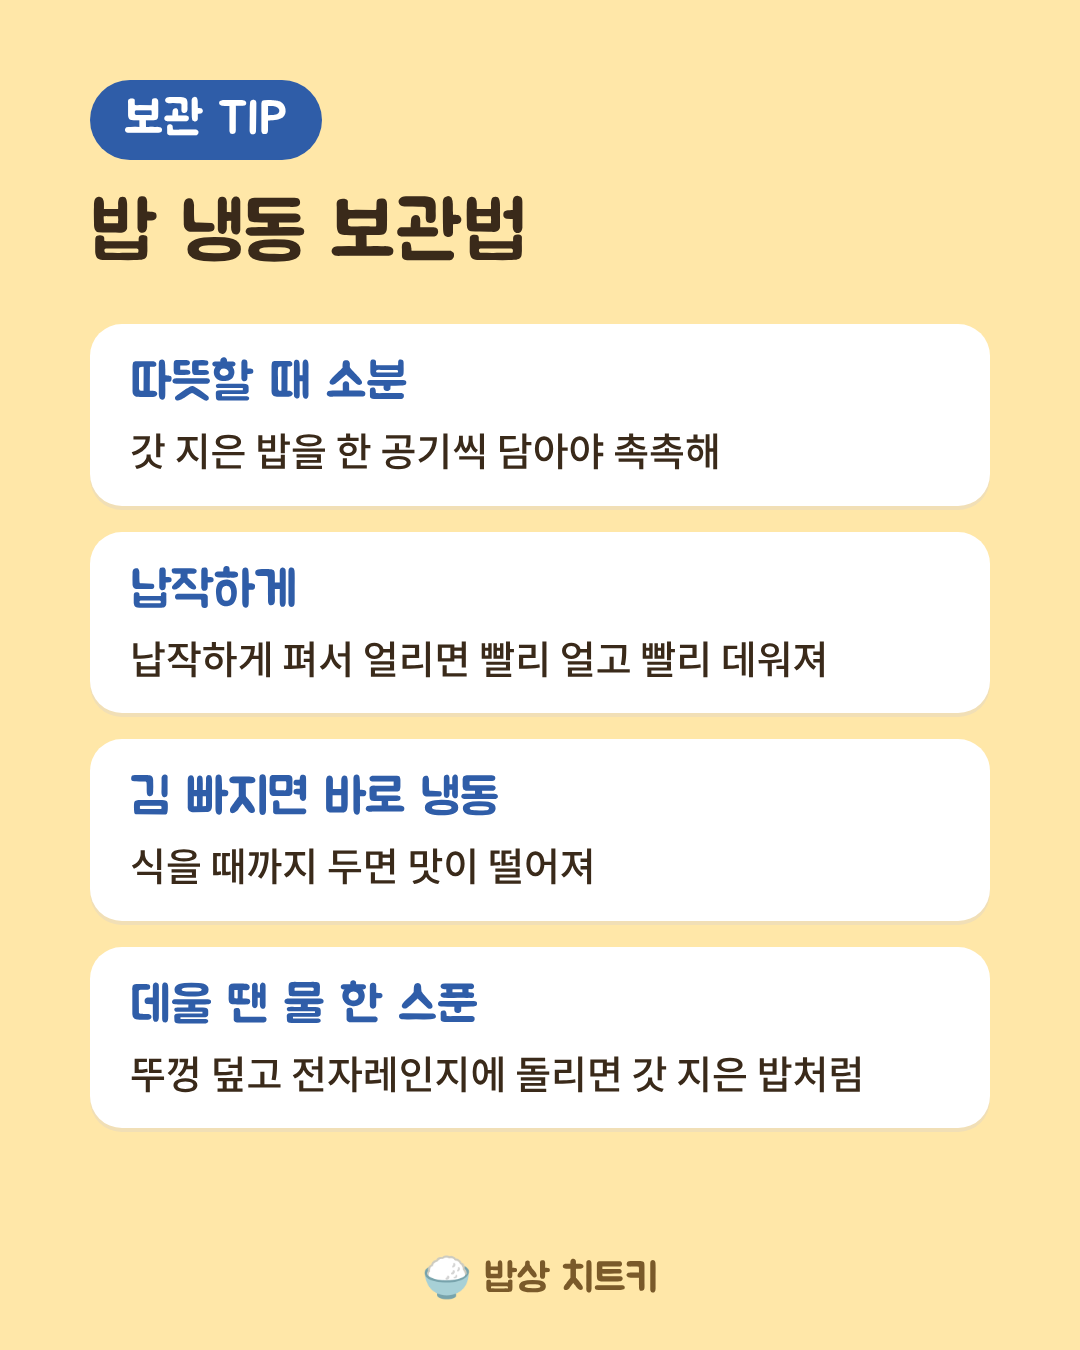 보관 TIP
밥 냉동 보관법
따뜻할 때 소분
갓 지은 밥을 한 공기씩 담아야 촉촉해
납작하게
납작하게 펴서 얼리면 빨리 얼고 빨리 데워져
김 빠지면 바로 냉동
식을 때까지 두면 맛이 떨어져
데울 땐 물 한 스푼
뚜껑 덮고 전자레인지에 돌리면 갓 지은 밥처럼
밥상 치트키